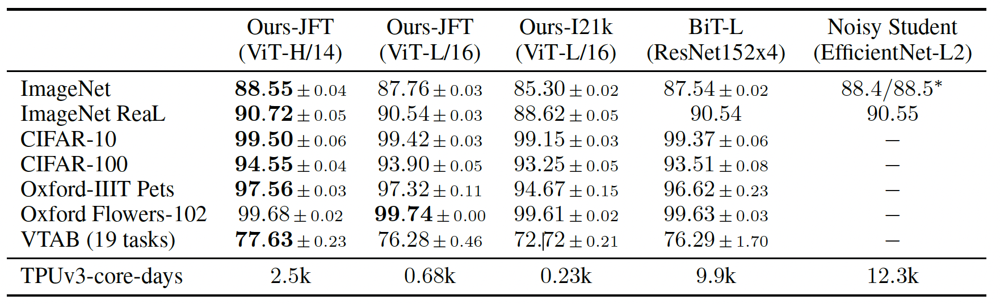 Ours-JFT Ours-JFT Ours-I21k BiT-L Noisy Student
(ViT-H/14) (ViT-L/16) (ViT-L/16) (ResNet152x4) (EfficientNet-L2)
ImageNet 88.55 ± 0.04 87.76 ± 0.03 85.30 ± 0.02 87.54 ± 0.02 88.4/88.5*
ImageNet ReaL 90.72 ± 0.05 90.54 ± 0.03 88.62 ± 0.05 90.54 90.55
CIFAR-10 99.50 ± 0.06 99.42 ± 0.03 99.15 ± 0.03 99.37 ± 0.06 −
CIFAR-100 94.55 ± 0.04 93.90 ± 0.05 93.25 ± 0.05 93.51 ± 0.08 −
Oxford-IIIT Pets 97.56 ± 0.03 97.32 ± 0.11 94.67 ± 0.15 96.62 ± 0.23 −
Oxford Flowers-102 99.68 ± 0.02 99.74 ± 0.00 99.61 ± 0.02 99.63 ± 0.03 −
VTAB (19 tasks) 77.63 ± 0.23 76.28 ± 0.46 72.72 ± 0.21 76.29 ± 1.70 −
TPUv3-core-days 2.5k 0.68k 0.23k 9.9k 12.3k